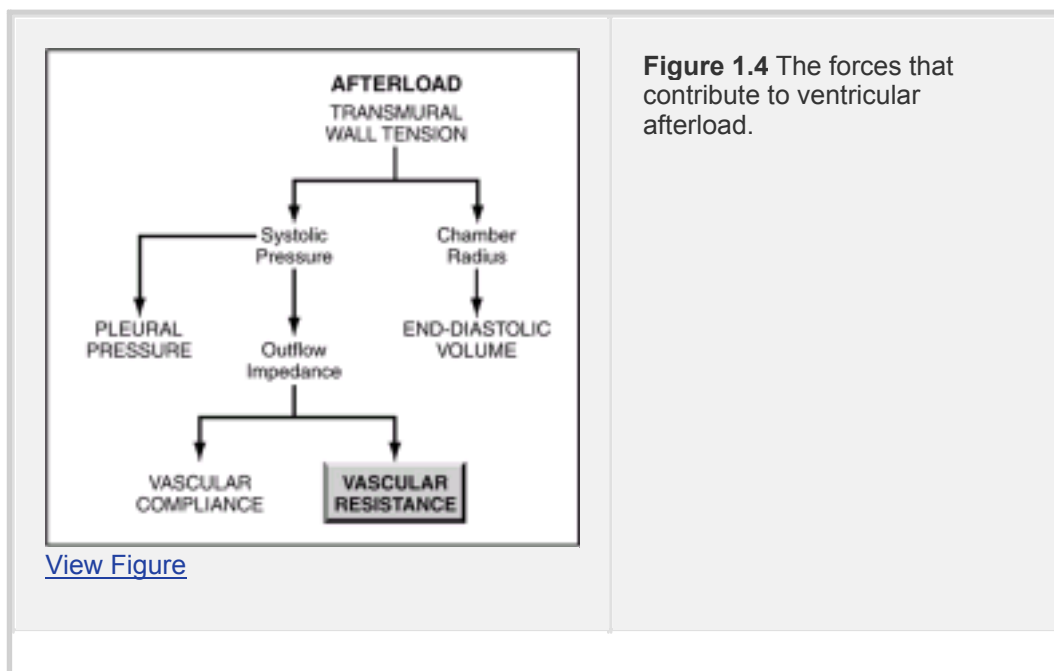 AFTERLOAD
TRANSMURAL
WALL TENSION
Systolic
Pressure
Chamber
Radius
PLEURAL
PRESSURE
Outflow
Impedance
END-DIASTOLIC
VOLUME
VASCULAR
COMPLIANCE
VASCULAR
RESISTANCE
View Figure
Figure 1.4 The forces that
contribute to ventricular
afterload.